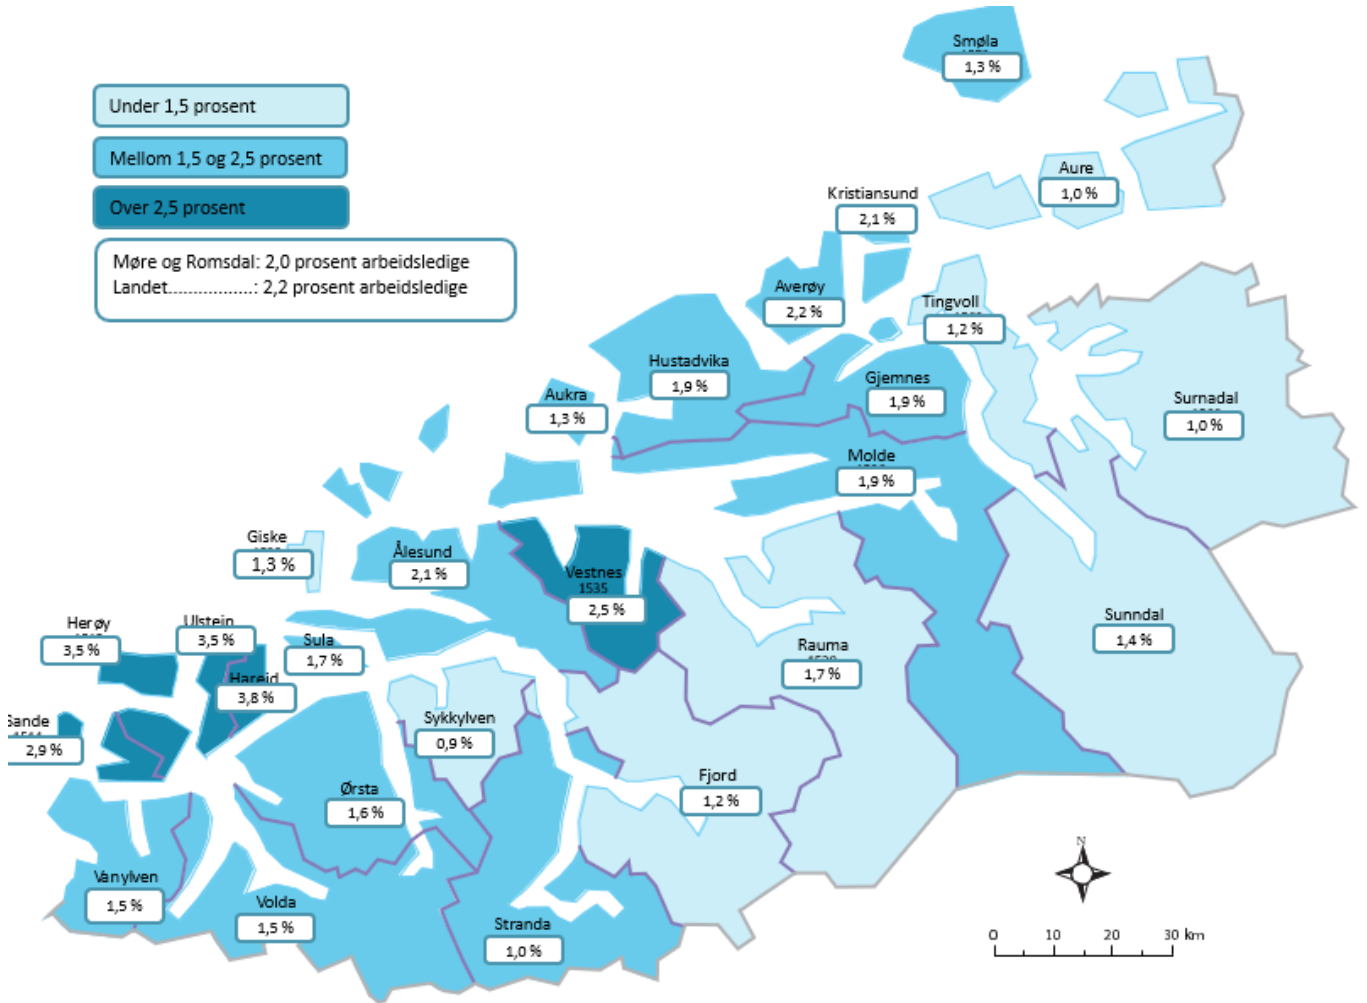 Smøla
1,3 %
Under 1,5 prosent
Mellom 1,5 og 2,5 prosent
Over 2,5 prosent
Møre og Romsdal: 2,0 prosent arbeidsledige
Landet.................: 2,2 prosent arbeidsledige
Aure
1,0 %
Kristiansund
2,1 %
Averøy
2,2 %
Tingvoll
1,2 %
Hustadvika
1,9 %
Gjemnes
1,9 %
Aukra
1,3 %
Surnadal
1,0 %
Molde
1,9 %
Giske
1,3 %
Ålesund
2,1 %
Vestnes
1535
2,5 %
Sunndal
1,4 %
Herøy
3,5 %
Ulstein
3,5 %
Sula
1,7 %
Rauma
1,7 %
Hareid
3,8 %
Sande
2,9 %
Sykkylven
0,9 %
Fjord
1,2 %
Ørsta
1,6 %
Vanylven
1,5 %
Volda
1,5 %
Stranda
1,0 %
N
0 10 20 30 km